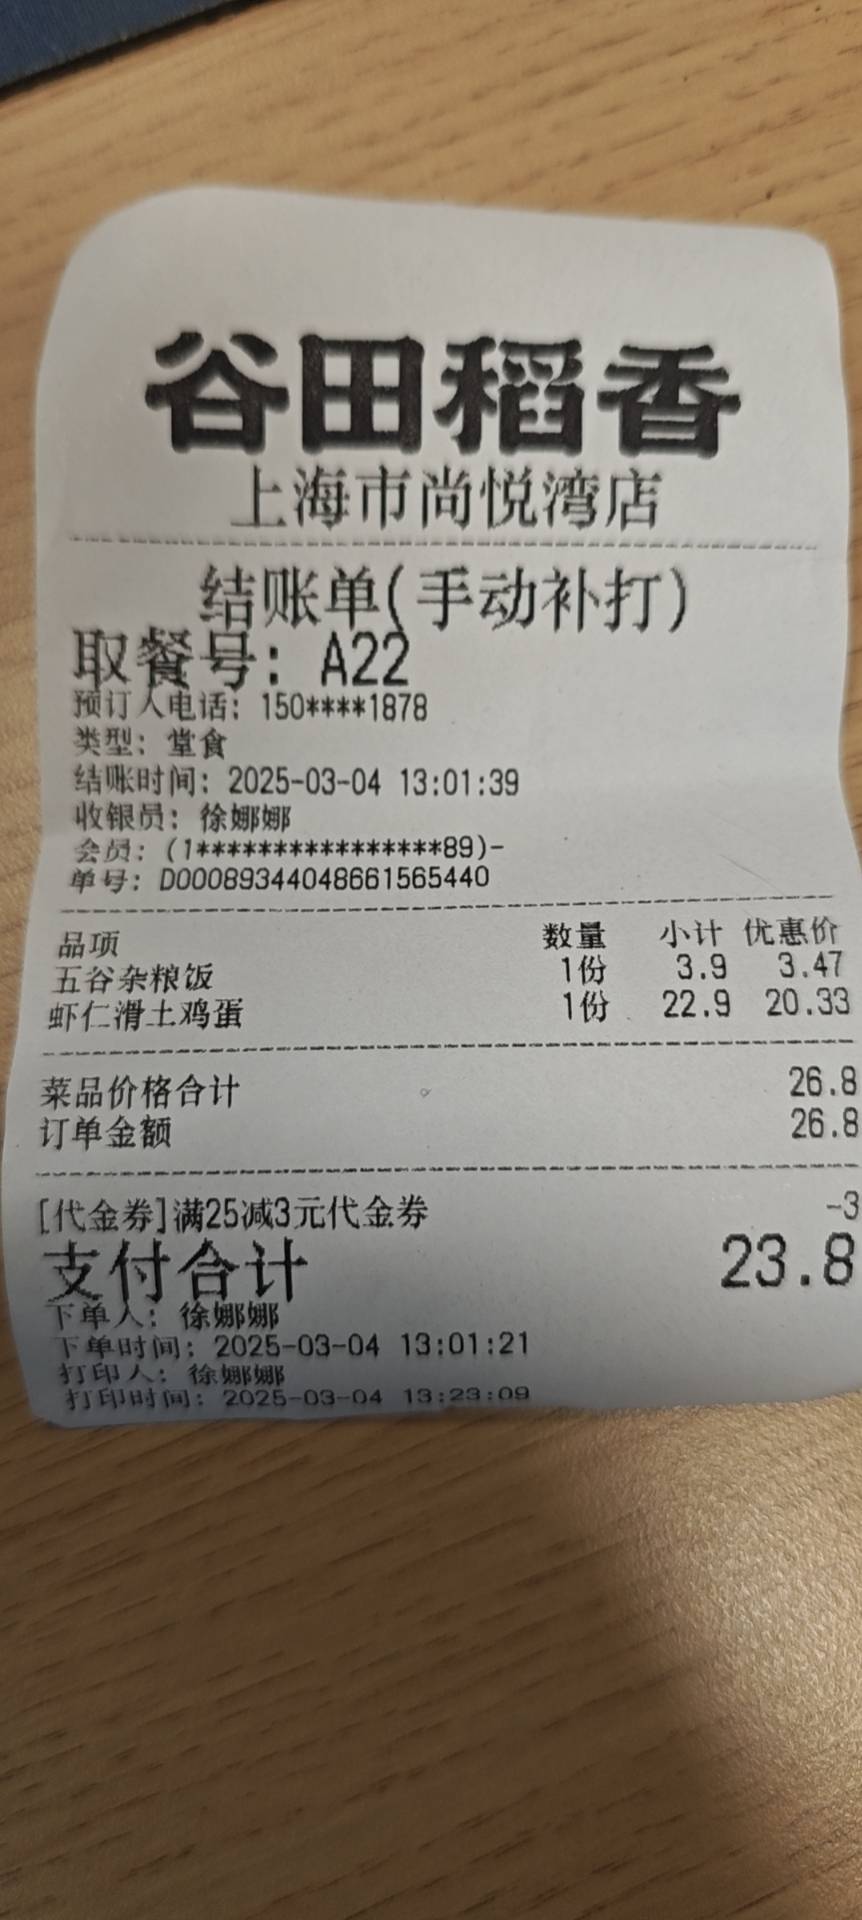 谷田稻香
上海市尚悦湾店
结账单(手动补打)
取餐号: A22
预订人电话: 150****1878
类型: 堂食
结账时间: 2025-03-04 13:01:39
收银员: 徐娜娜
会员: (1****************89)-
单号: D00089344048661565440
品项 数量 小计 优惠价
五谷杂粮饭 1份 3.9 3.47
虾仁滑土鸡蛋 1份 22.9 20.33
菜品价格合计 26.8
订单金额 26.8
[代金券]满25减3元代金券 -3
支付合计 23.8
下单人: 徐娜娜
下单时间: 2025-03-04 13:01:21
打印人: 徐娜娜
打印时间: 2025-03-04 13:23:09